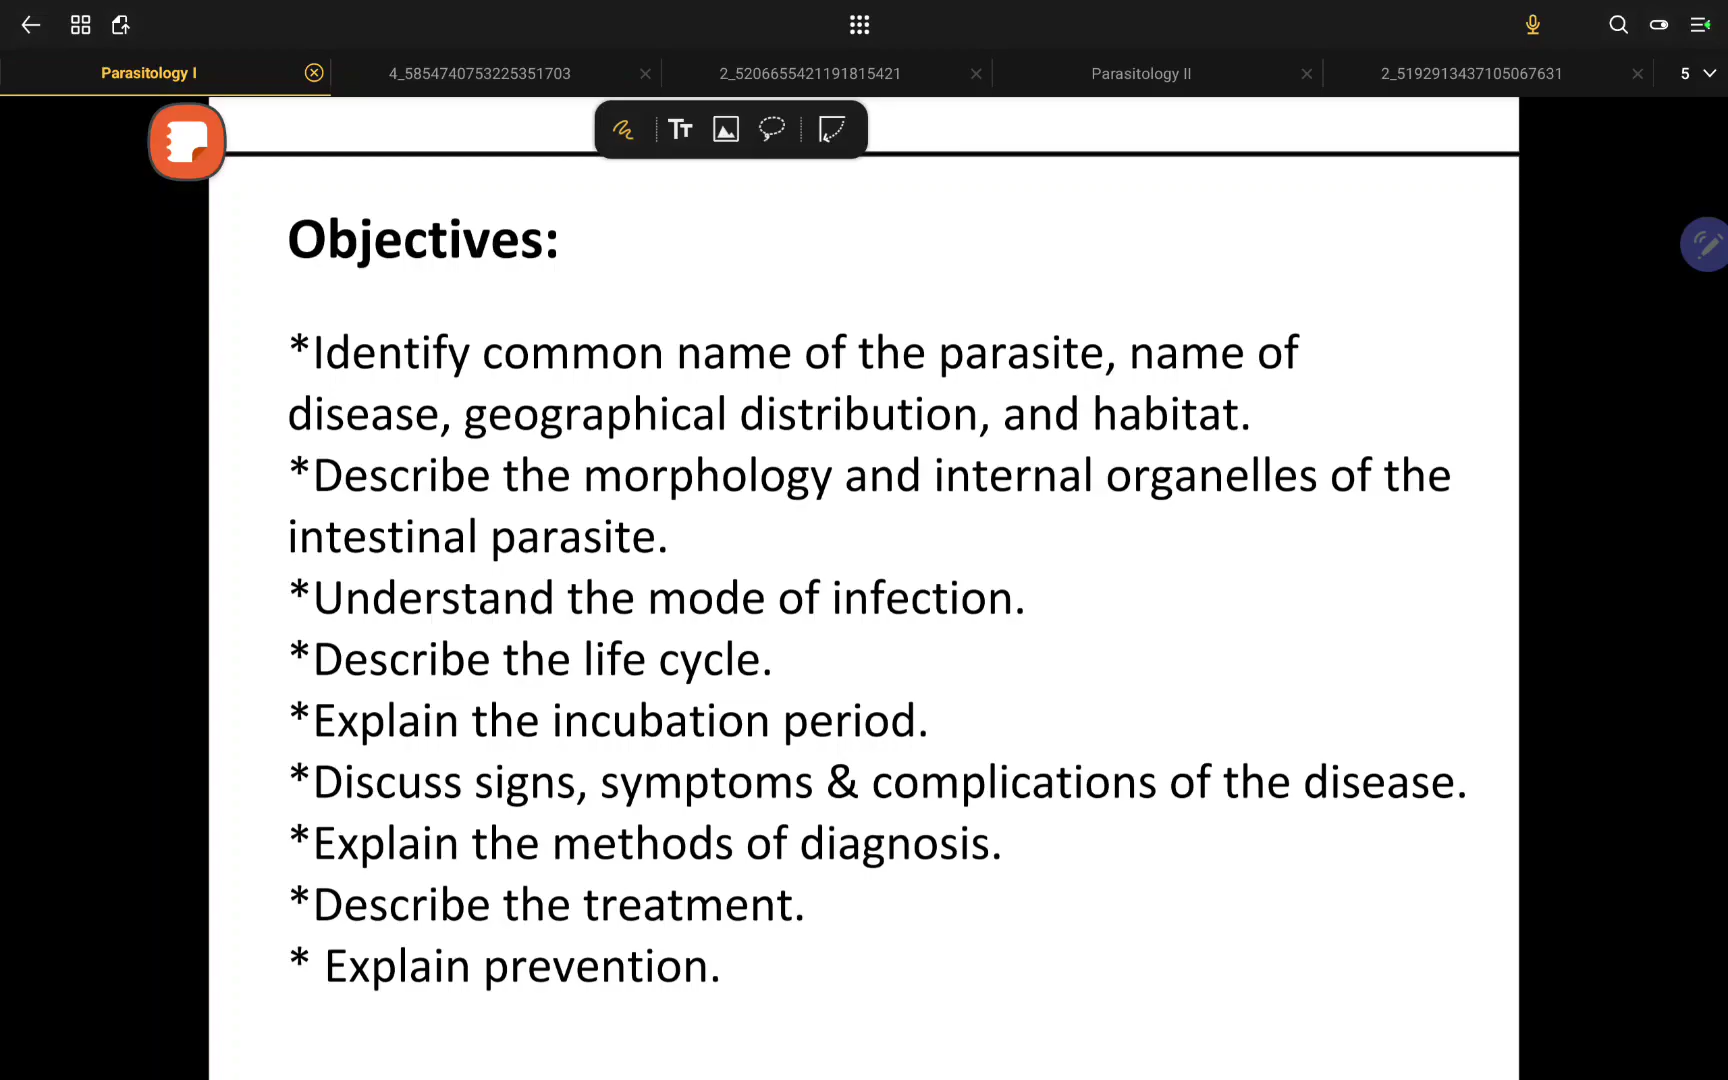 Parasitology I
4_5854740753225351703
2_5206655421191815421
Parasitology II
2_5192913437105067631
5
Tт
Objectives:
*Identify common name of the parasite, name of
disease, geographical distribution, and habitat.
*Describe the morphology and internal organelles of the
intestinal parasite.
*Understand the mode of infection.
*Describe the life cycle.
*Explain the incubation period.
*Discuss signs, symptoms & complications of the disease.
*Explain the methods of diagnosis.
*Describe the treatment.
* Explain prevention.